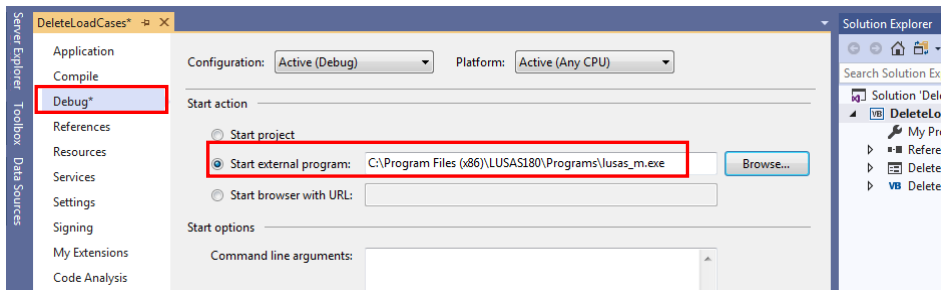 Server Explorer
Toolbox
Data Sources
DeleteLoadCases*
Application
Compile
Debug*
References
Resources
Services
Settings
Signing
My Extensions
Code Analysis
Configuration: Active (Debug) Platform: Active (Any CPU)
Start action
Start project
Start external program: C:\Program Files (x86)\LUSAS180\Programs\lusas_m.exe Browse...
Start browser with URL:
Start options
Command line arguments:
Solution Explorer
Search Solution Ex
Solution 'Del
VB DeleteLo
My Pro
Refere
Delete
VB Delete